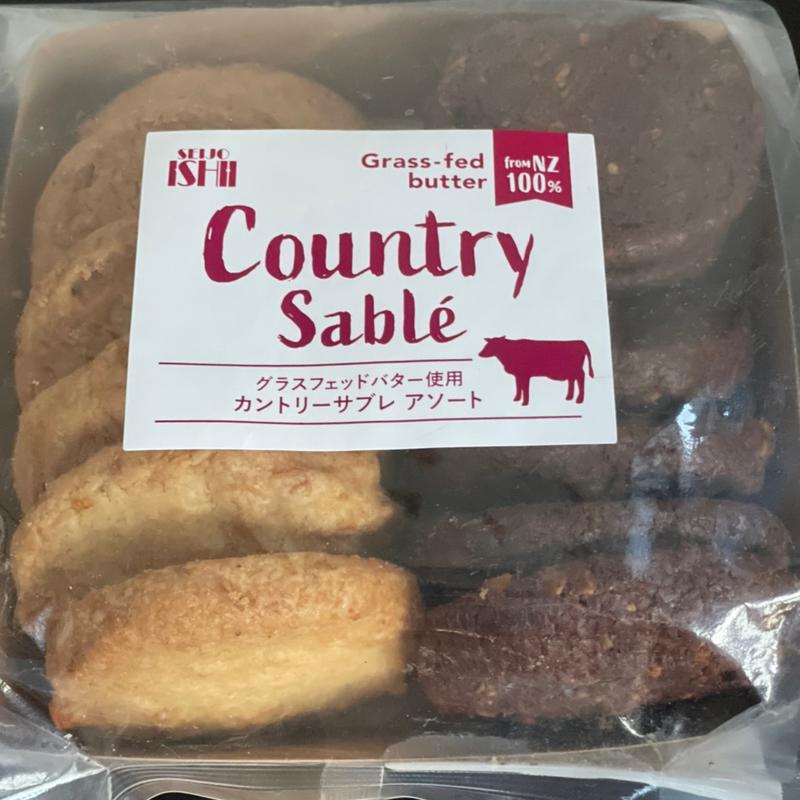 SEIJO
ISHII
Grass-fed
butter
from NZ
100%
Country
Sablé
グラスフェッドバター使用
カントリーサブレ アソート